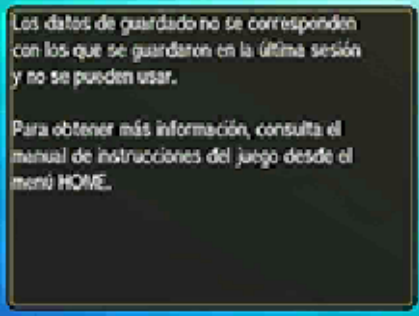 Los datos de guardado no se corresponden
con los que se guardaron en la última sesión
y no se pueden usar.
Para obtener más información, consulta el
manual de instrucciones del juego desde el
menú HOME.